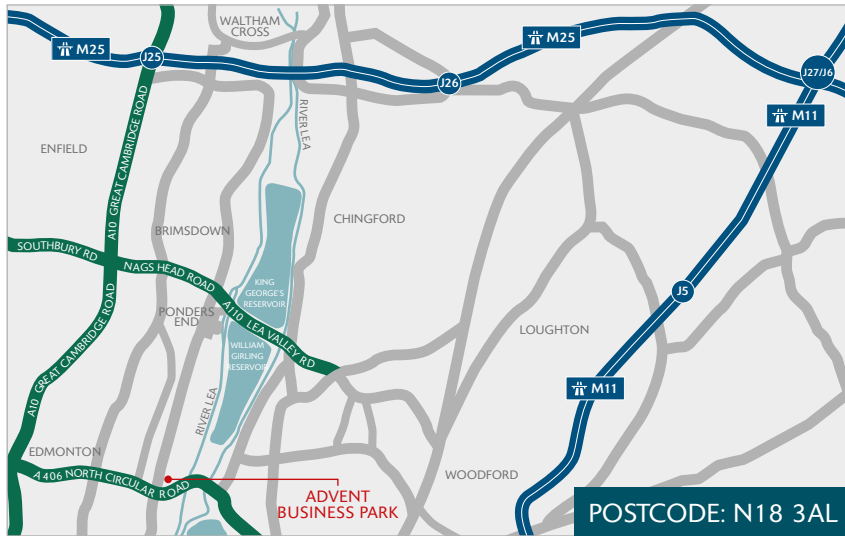 WALTHAM
CROSS
M25
M25
J25
J26
J27/J6
M11
RIVER LEA
ENFIELD
A10 GREAT CAMBRIDGE ROAD
CHINGFORD
BRIMSDOWN
SOUTHBURY RD
NAGS HEAD ROAD
KING
GEORGE'S
RESERVOIR
J5
PONDERS
END
A110 LEA VALLEY RD
LOUGHTON
WILLIAM
GIRLING
RESERVOIR
A10 GREAT CAMBRIDGE ROAD
M11
RIVER LEA
EDMONTON
A406 NORTH CIRCULAR ROAD
WOODFORD
ADVENT
BUSINESS PARK
POSTCODE: N18 3AL